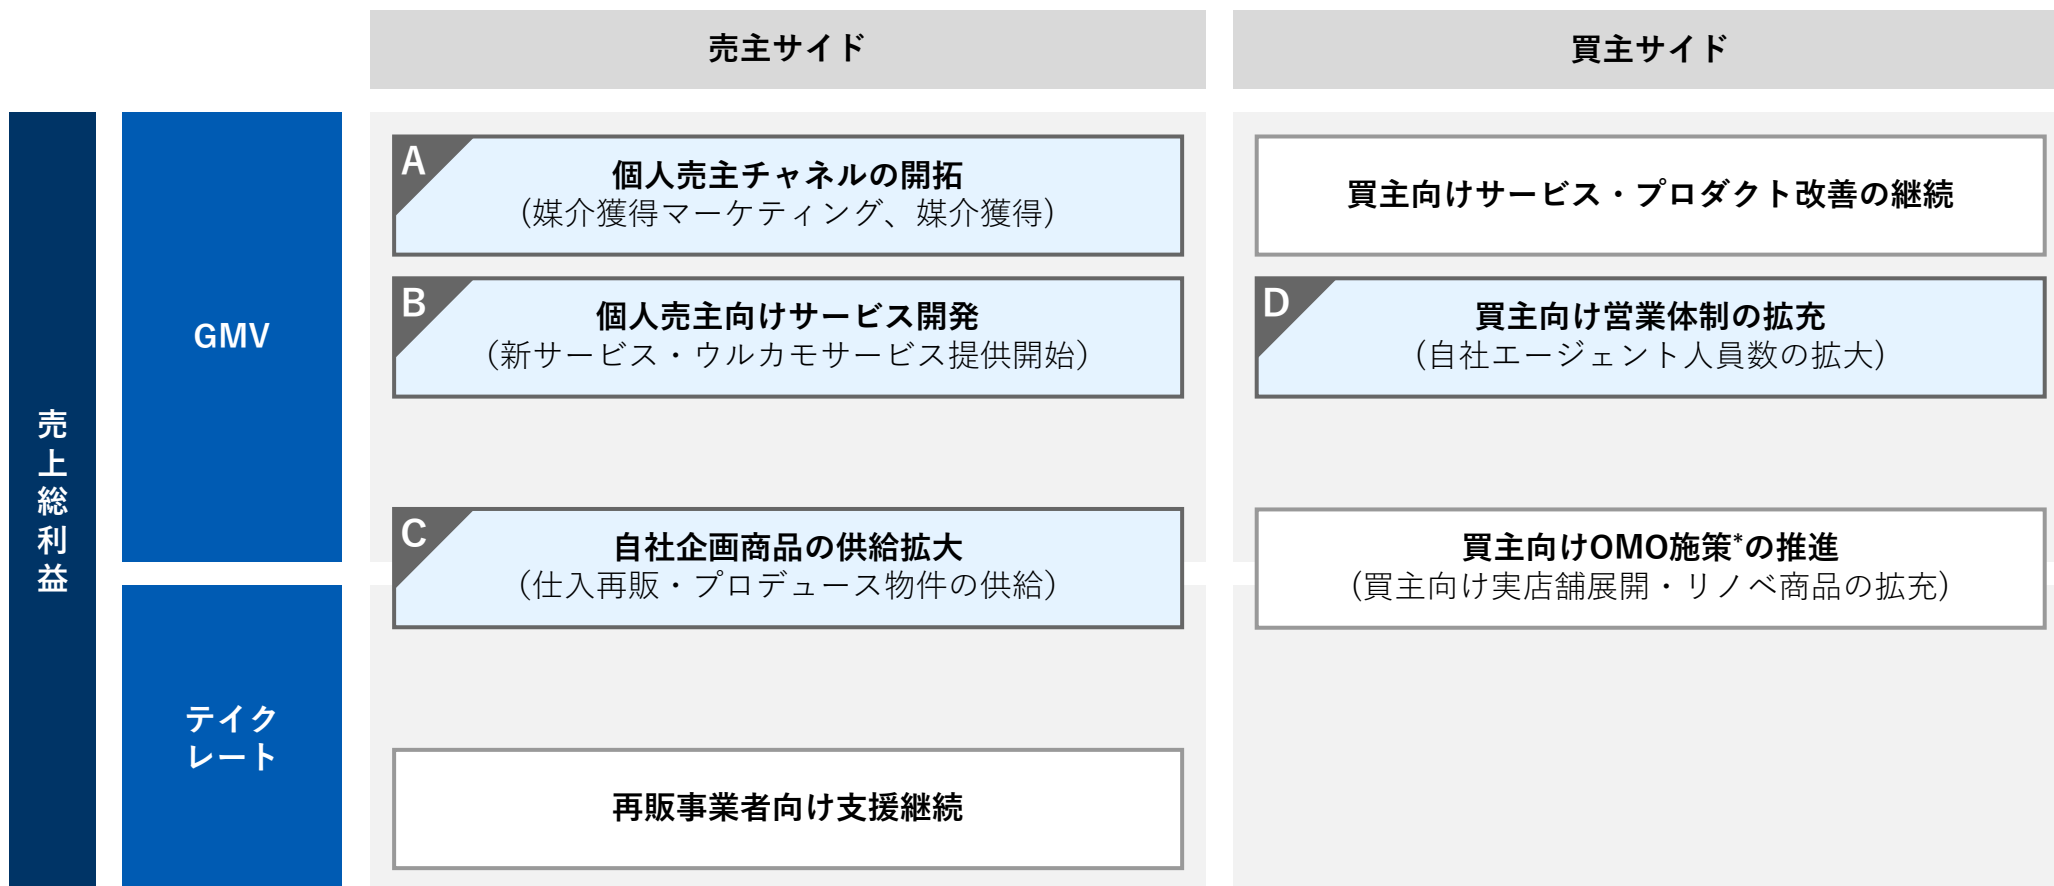 売主サイド
買主サイド
売上総利益
GMV
A
個人売主チャネルの開拓
（媒介獲得マーケティング、媒介獲得）
買主向けサービス・プロダクト改善の継続
B
個人売主向けサービス開発
（新サービス・ウルカモサービス提供開始）
D
買主向け営業体制の拡充
（自社エージェント人員数の拡大）
C
自社企画商品の供給拡大
（仕入再販・プロデュース物件の供給）
買主向けOMO施策*の推進
（買主向け実店舗展開・リノベ商品の拡充）
テイク
レート
再販事業者向け支援継続